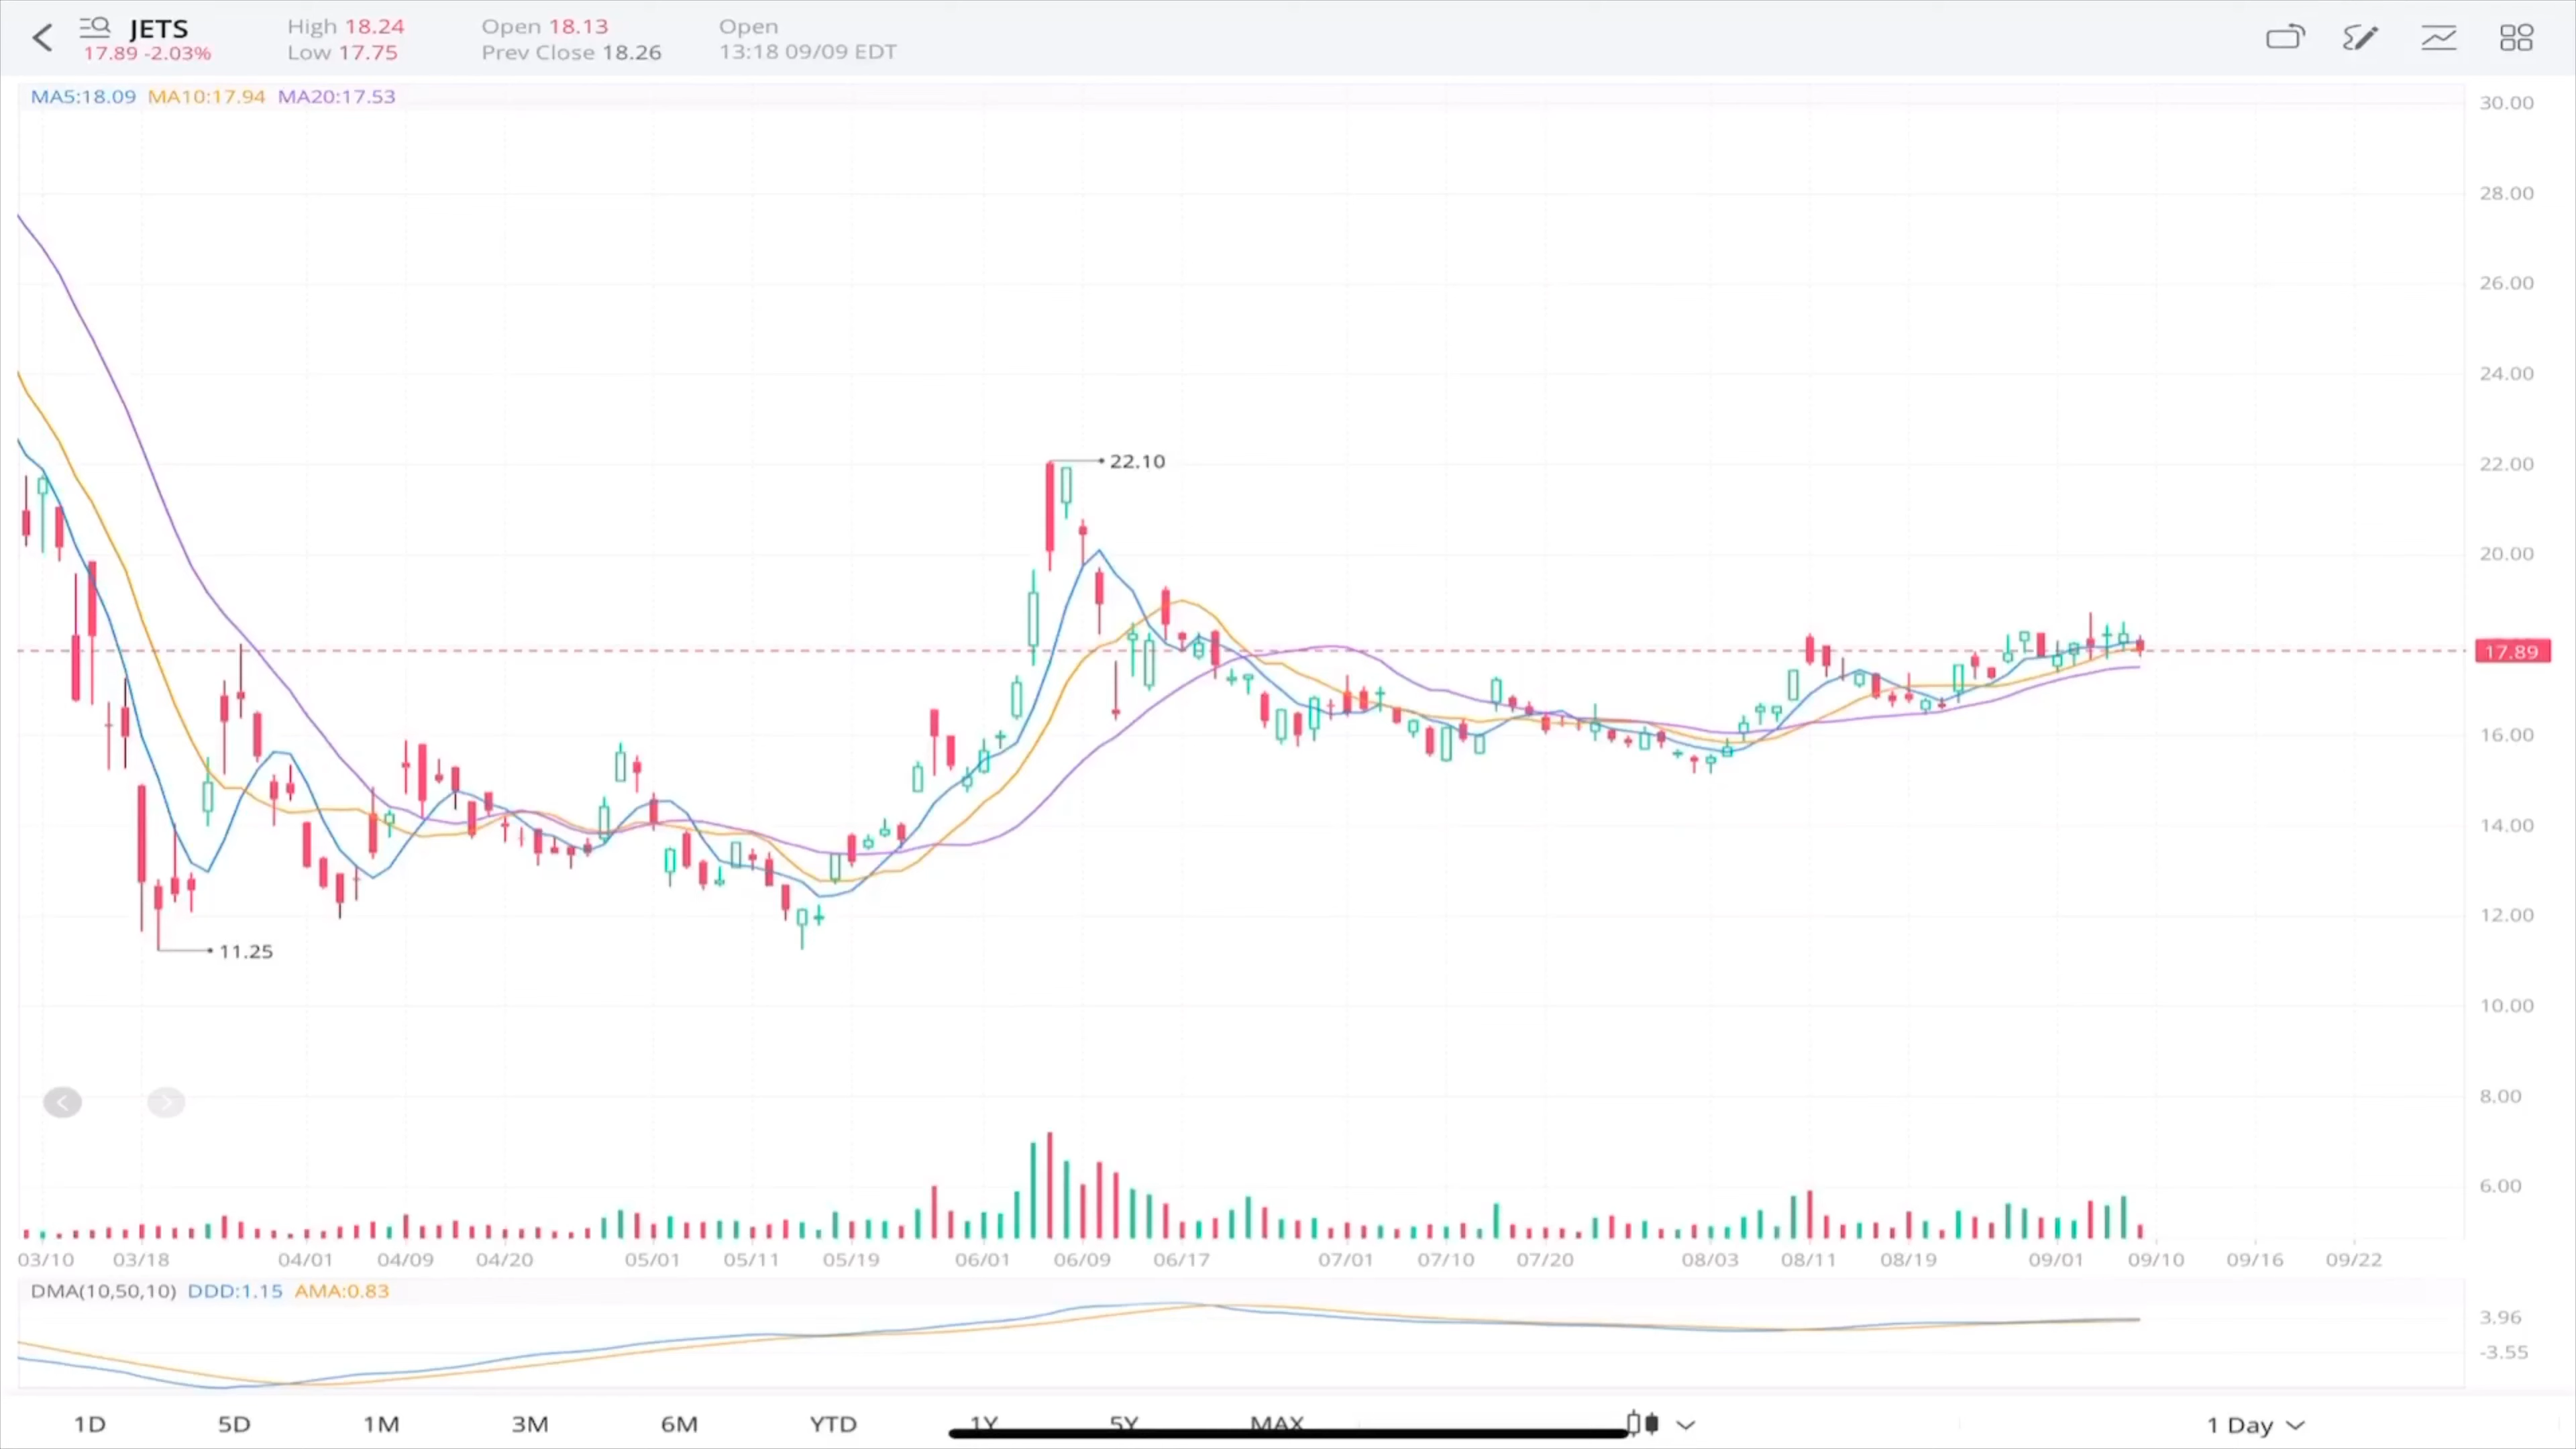 JETS
17.89 -2.03%
High 18.24
Low 17.75
Open 18.13
Prev Close 18.26
Open
13:18 09/09 EDT
MA5:18.09 MA10:17.94 MA20:17.53
30.00
28.00
26.00
24.00
22.00
20.00
17.89
16.00
14.00
12.00
10.00
8.00
6.00
22.10
11.25
03/10 03/18 04/01 04/09 04/20 05/01 05/11 05/19 06/01 06/09 06/17 07/01 07/10 07/20 08/03 08/11 08/19 09/01 09/10 09/16 09/22
DMA(10,50,10) DDD:1.15 AMA:0.83
3.96
-3.55
1D 5D 1M 3M 6M YTD 1Y 5Y MAX 1 Day